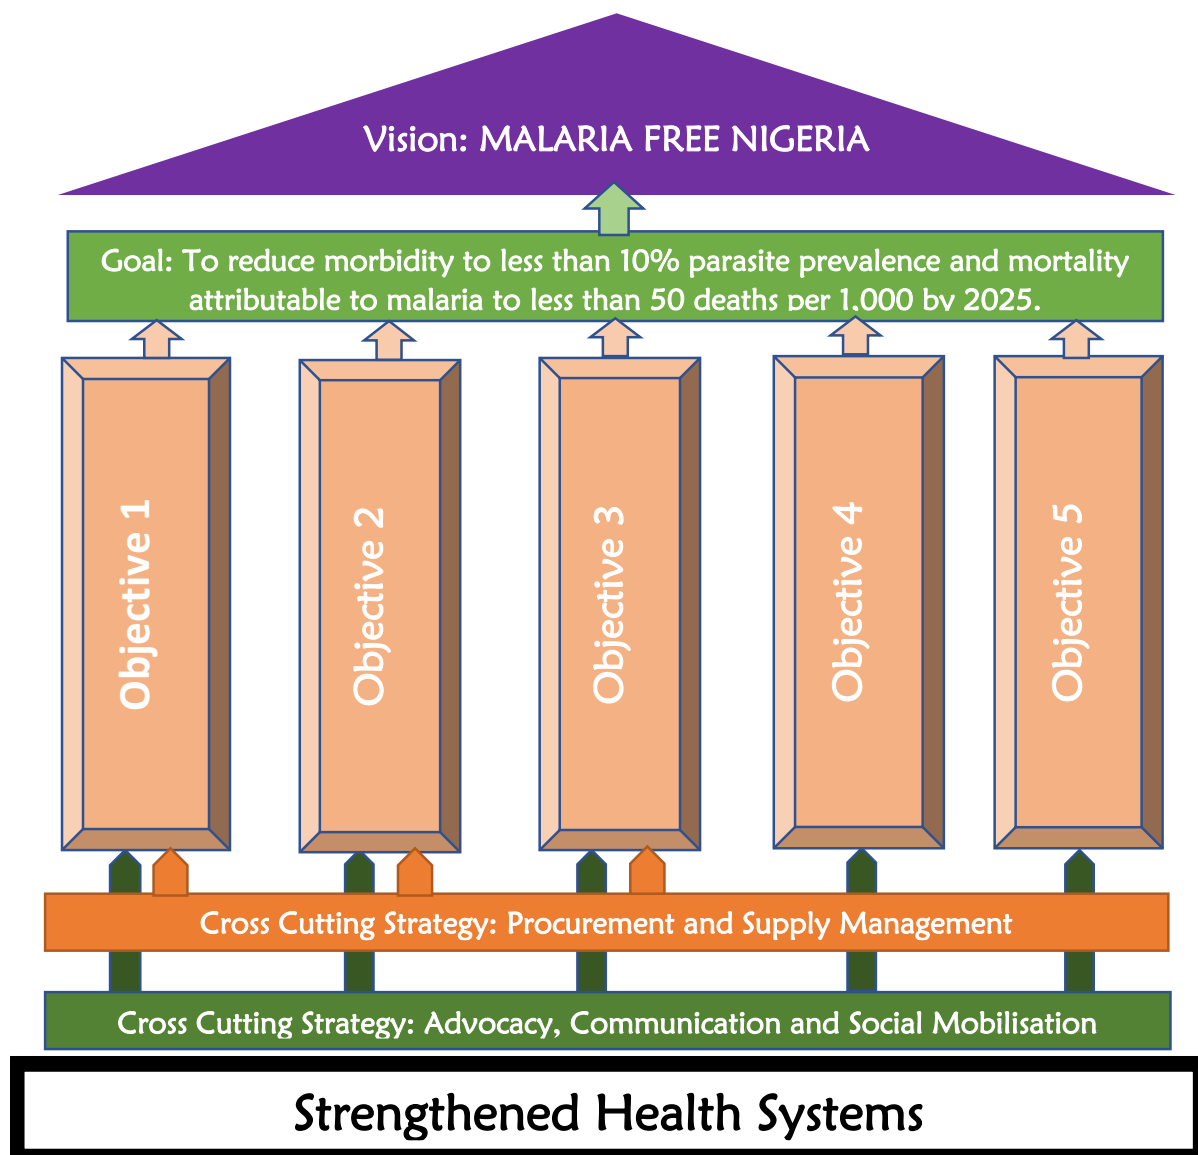 Vision: MALARIA FREE NIGERIA
Goal: To reduce morbidity to less than 10% parasite prevalence and mortality
attributable to malaria to less than 50 deaths per 1,000 by 2025.
Objective 1
Objective 2
Objective 3
Objective 4
Objective 5
Cross Cutting Strategy: Procurement and Supply Management
Cross Cutting Strategy: Advocacy, Communication and Social Mobilisation
Strengthened Health Systems